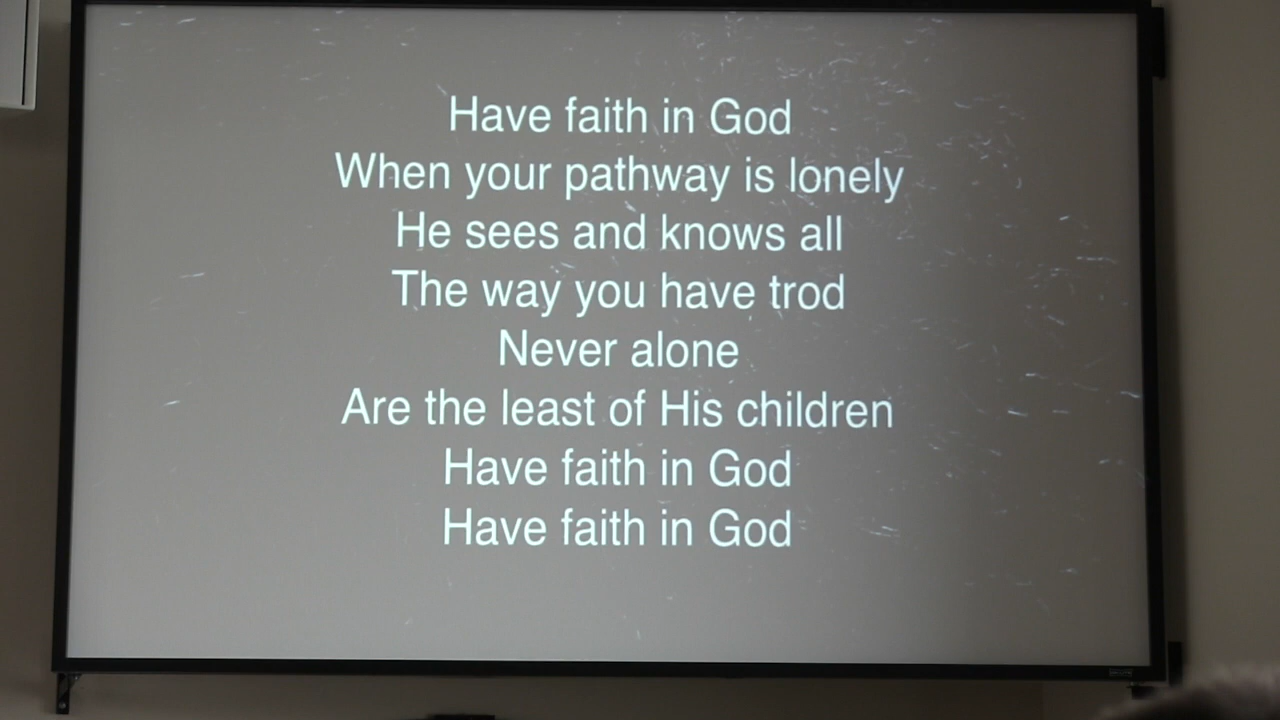 Have faith in God
When your pathway is lonely
He sees and knows all
The way you have trod
Never alone
Are the least of His children
Have faith in God
Have faith in God